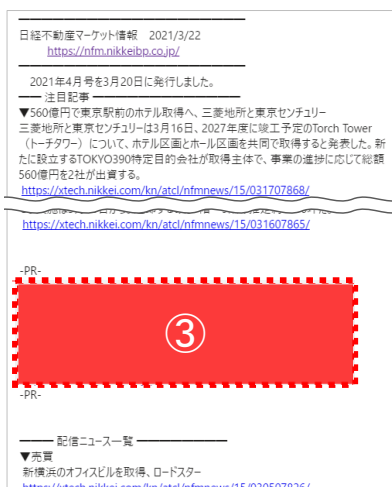 日経不動産マーケット情報 2021/3/22
https://nfm.nikkeibp.co.jp/
2021年4月号を3月20日に発行しました。
―― 注目記事 ――――――――――――
▼560億円で東京駅前のホテル取得へ、三菱地所と東京センチュリー
三菱地所と東京センチュリーは3月16日、2027年度に竣工予定のTorch Tower
（トーチタワー）について、ホテル区画とホール区画を共同で取得すると発表した。新
たに設立するTOKYO390特定目的会社が取得主体で、事業の進捗に応じて総額
560億円を2社が出資する。
https://xtech.nikkei.com/kn/atcl/nfmnews/15/031707868/
https://xtech.nikkei.com/kn/atcl/nfmnews/15/031607865/
-PR-
③
-PR-
――― 配信ニュース一覧 ――――――――
▼売買
新横浜のオフィスビルを取得、ロードスター
https://xtech.nikkei.com/kn/atcl/nfmnews/15/030507826/